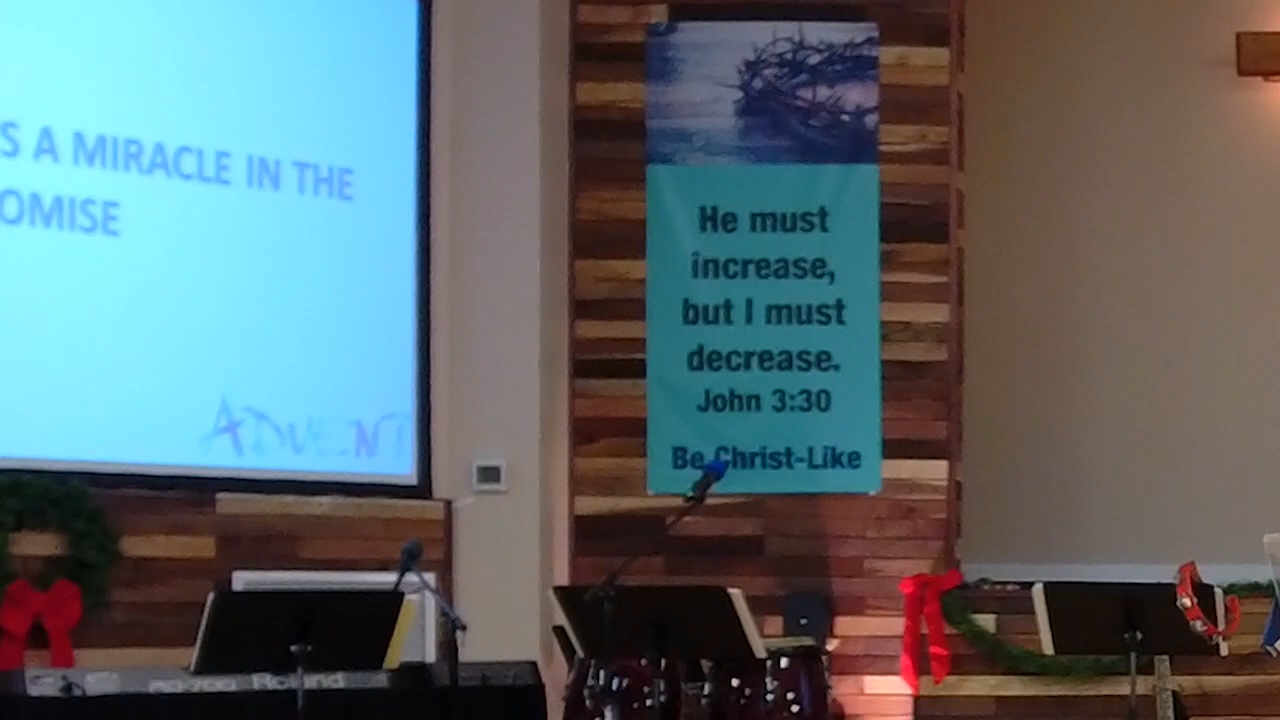 S A MIRACLE IN THE
OMISE
ADVENT
He must
increase,
but I must
decrease.
John 3:30
Be Christ-Like
Roland